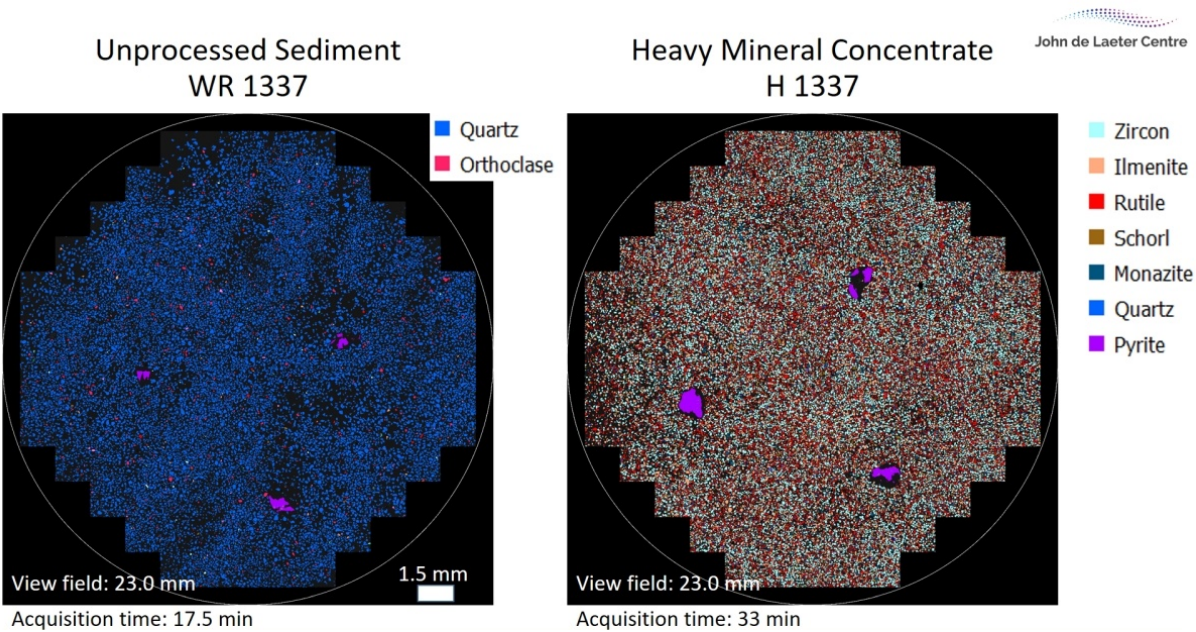 John de Laeter Centre
Unprocessed Sediment
WR 1337
Quartz
Orthoclase
View field: 23.0 mm
1.5 mm
Acquisition time: 17.5 min
Heavy Mineral Concentrate
H 1337
Zircon
Ilmenite
Rutile
Schorl
Monazite
Quartz
Pyrite
View field: 23.0 mm
Acquisition time: 33 min